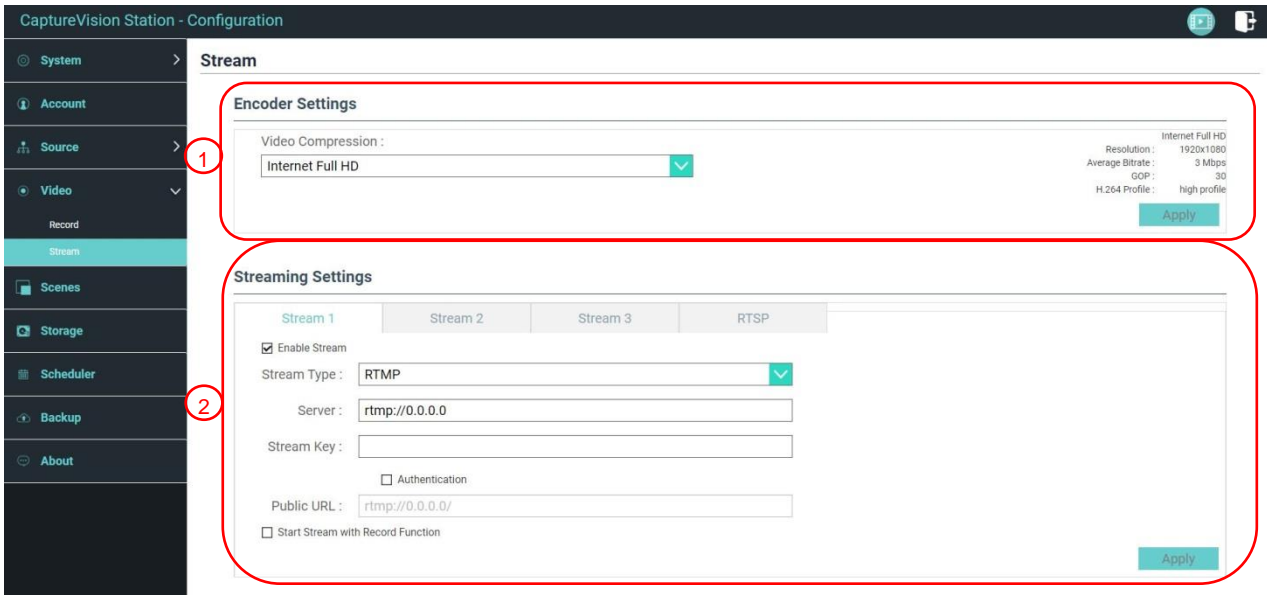 CaptureVision Station - Configuration
System
Account
Source
Video
Record
Stream
Scenes
Storage
Scheduler
Backup
About
Stream
1
Encoder Settings
Video Compression :
Internet Full HD
Internet Full HD
Resolution : 1920x1080
Average Bitrate : 3 Mbps
GOP : 30
H.264 Profile : high profile
Apply
2
Streaming Settings
Stream 1 Stream 2 Stream 3 RTSP
Enable Stream
Stream Type : RTMP
Server : rtmp://0.0.0.0
Stream Key :
Authentication
Public URL : rtmp://0.0.0.0/
Start Stream with Record Function
Apply